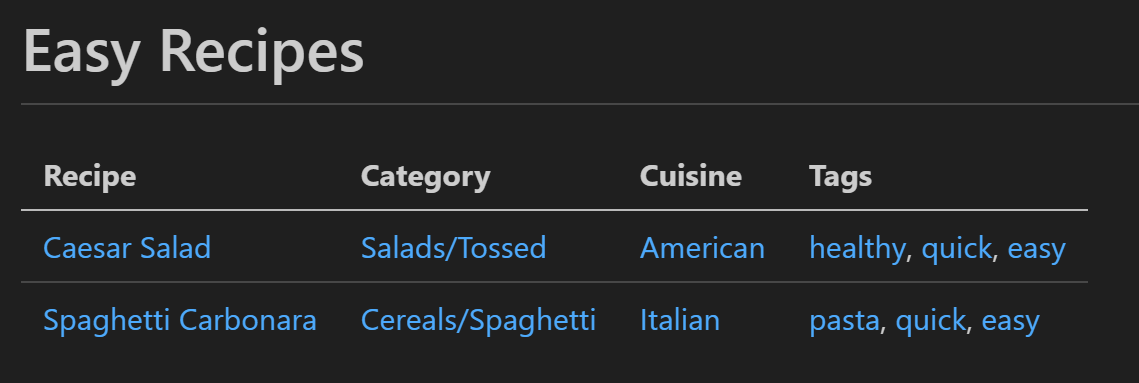 Easy Recipes
Recipe Category Cuisine Tags
Caesar Salad Salads/Tossed American healthy, quick, easy
Spaghetti Carbonara Cereals/Spaghetti Italian pasta, quick, easy